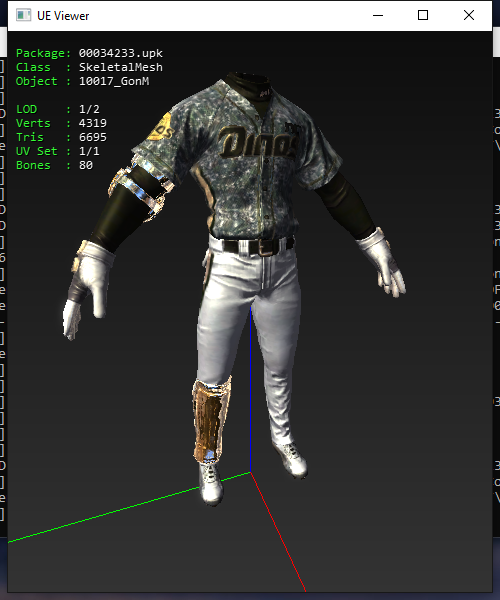 UE Viewer
Package: 00034233.upk
Class : SkeletalMesh
Object : 10017_GonM
LOD : 1/2
Verts : 4319
Tris : 6695
UV Set : 1/1
Bones : 80
Dinos